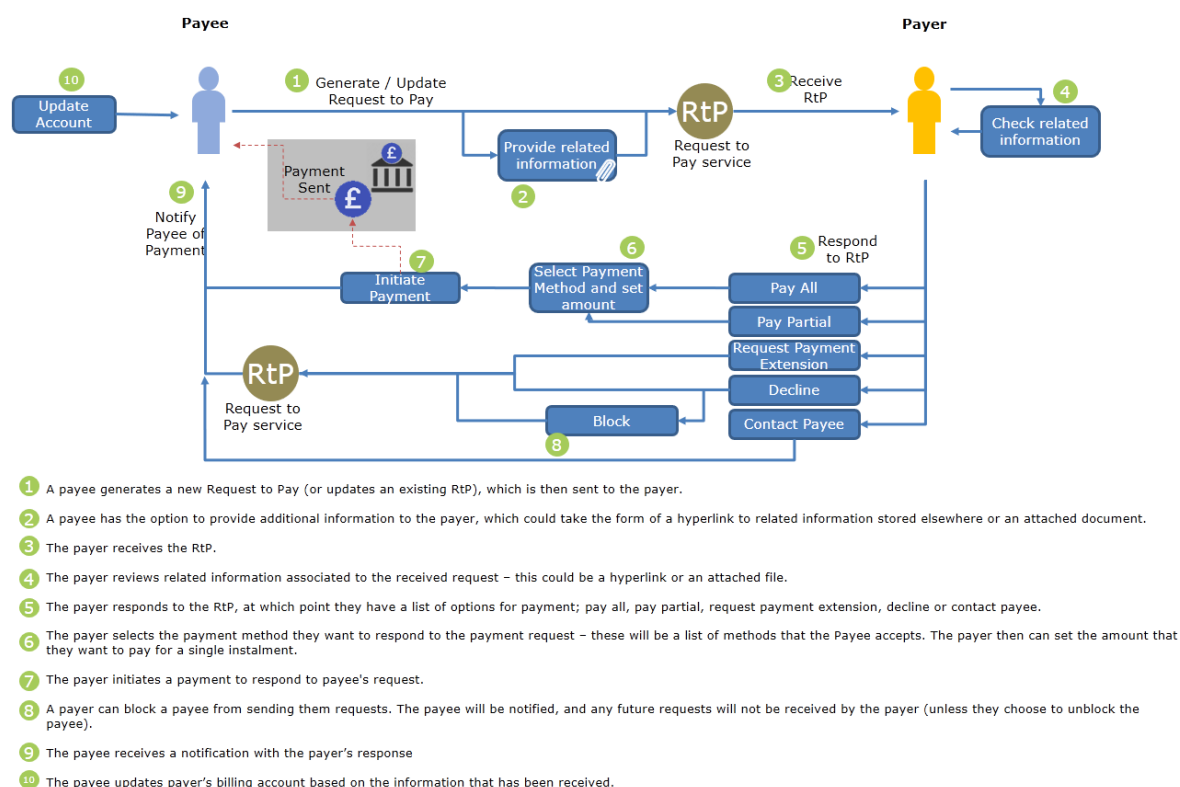 Payee
Payer
10
Update
Account
1
Generate / Update
Request to Pay
Provide related
information
2
RtP
Request to
Pay service
3
Receive
RtP
4
Check related
information
£
Payment
Sent
£
9
Notify
Payee of
Payment
7
Initiate
Payment
6
Select Payment
Method and set
amount
5
Respond
to RtP
Pay All
Pay Partial
Request Payment
Extension
Decline
Contact Payee
Block
8
RtP
Request to
Pay service
1 A payee generates a new Request to Pay (or updates an existing RtP), which is then sent to the payer.
2 A payee has the option to provide additional information to the payer, which could take the form of a hyperlink to related information stored elsewhere or an attached document.
3 The payer receives the RtP.
4 The payer reviews related information associated to the received request – this could be a hyperlink or an attached file.
5 The payer responds to the RtP, at which point they have a list of options for payment; pay all, pay partial, request payment extension, decline or contact payee.
6 The payer selects the payment method they want to respond to the payment request – these will be a list of methods that the Payee accepts. The payer then can set the amount that
they want to pay for a single instalment.
7 The payer initiates a payment to respond to payee's request.
8 A payer can block a payee from sending them requests. The payee will be notified, and any future requests will not be received by the payer (unless they choose to unblock the
payee).
9 The payee receives a notification with the payer’s response
10 The payee updates payer’s billing account based on the information that has been received.